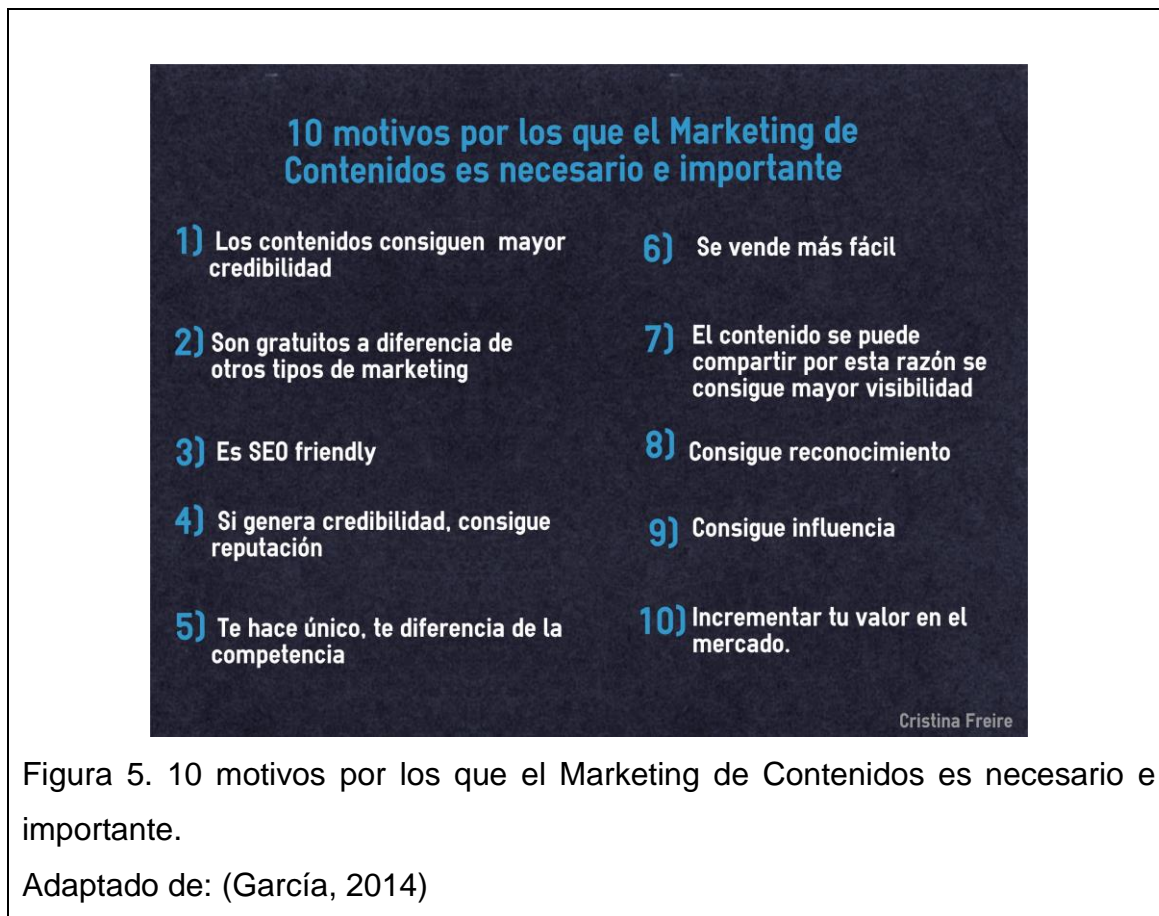 10 motivos por los que el Marketing de
Contenidos es necesario e importante
1) Los contenidos consiguen mayor
credibilidad
2) Son gratuitos a diferencia de
otros tipos de marketing
3) Es SEO friendly
4) Si genera credibilidad, consigue
reputación
5) Te hace único, te diferencia de la
competencia
6) Se vende más fácil
7) El contenido se puede
compartir por esta razón se
consigue mayor visibilidad
8) Consigue reconocimiento
9) Consigue influencia
10) Incrementar tu valor en el
mercado.
Cristina Freire
Figura 5. 10 motivos por los que el Marketing de Contenidos es necesario e
importante.
Adaptado de: (García, 2014)